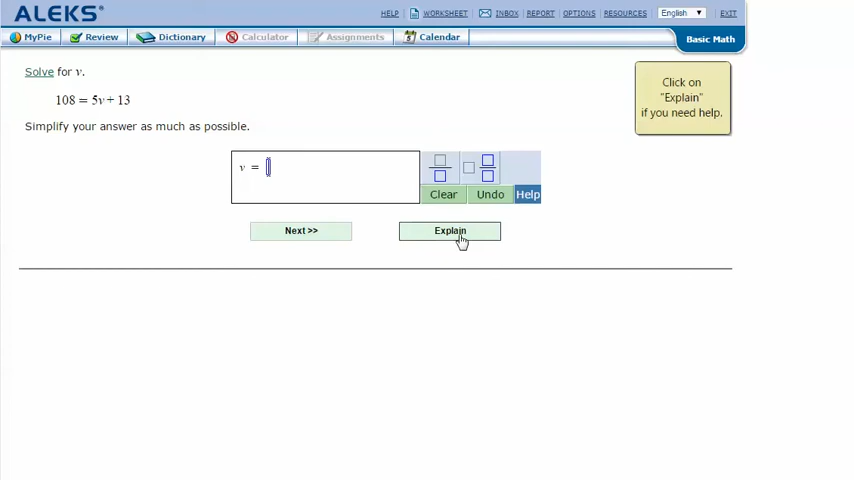 ALEKS®
HELP WORKSHEET INBOX REPORT OPTIONS RESOURCES English ▼ EXIT
MyPie Review Dictionary Calculator Assignments 5 Calendar
Basic Math
Solve for v.
108 = 5v + 13
Simplify your answer as much as possible.
Click on
"Explain"
if you need help.
v =
Clear Undo Help
Next >> Explain